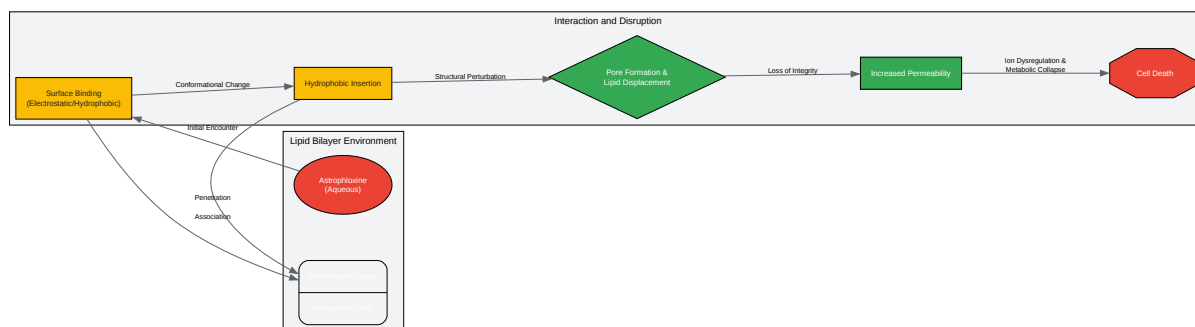 Interaction and Disruption
Surface Binding
(Electrostatic/Hydrophobic)
Conformational Change
Hydrophobic Insertion
Structural Perturbation
Pore Formation &
Lipid Displacement
Loss of Integrity
Increased Permeability
Ion Dysregulation &
Metabolic Collapse
Cell Death
Initial Encounter
Lipid Bilayer Environment
Astrophloxine
(Aqueous)
Penetration
Association